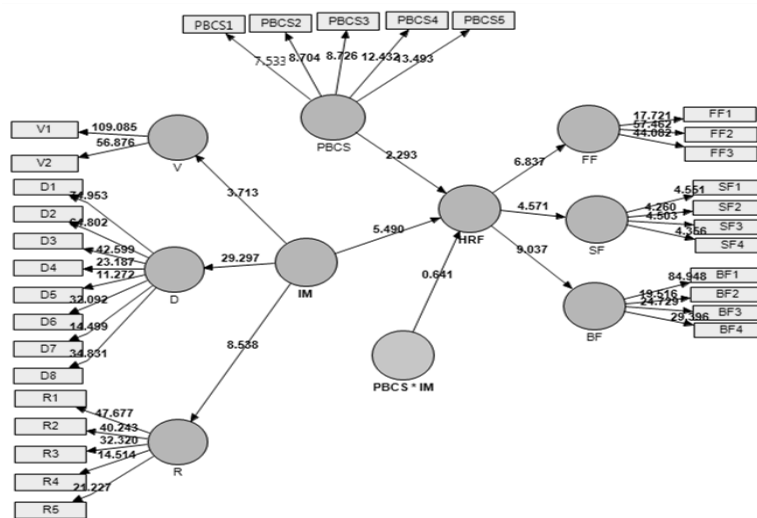 PBCS1 PBCS2 PBCS3 PBCS4 PBCS5
7.533 8.704 8.726 12.432 13.493
PBCS
V1 109.085
V2 56.876
V
D1 74.953
D2
D3 42.599
D4 23.187
D5 11.272
D6 32.092
D7 14.499
D8 34.831
D
R1 47.677
R2 40.243
R3 32.320
R4 14.514
R5 21.227
R
3.713
29.297
8.538
IM
5.490
2.293
0.641
PBCS * IM
HRF
6.837
4.571
9.037
FF
17.721 FF1
57.462 FF2
44.082 FF3
SF
4.551 SF1
4.260 SF2
4.503 SF3
4.356 SF4
BF
84.948 BF1
19.516 BF2
24.729 BF3
29.396 BF4